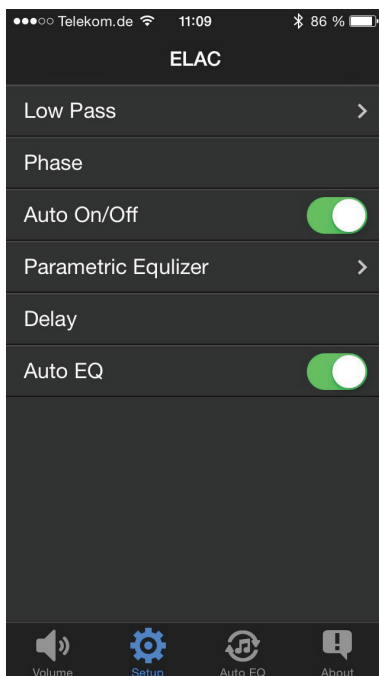 Telekom.de 11:09 86 %
ELAC
Low Pass
Phase
Auto On/Off
Parametric Equlizer
Delay
Auto EQ
Volume Setup Auto EQ About